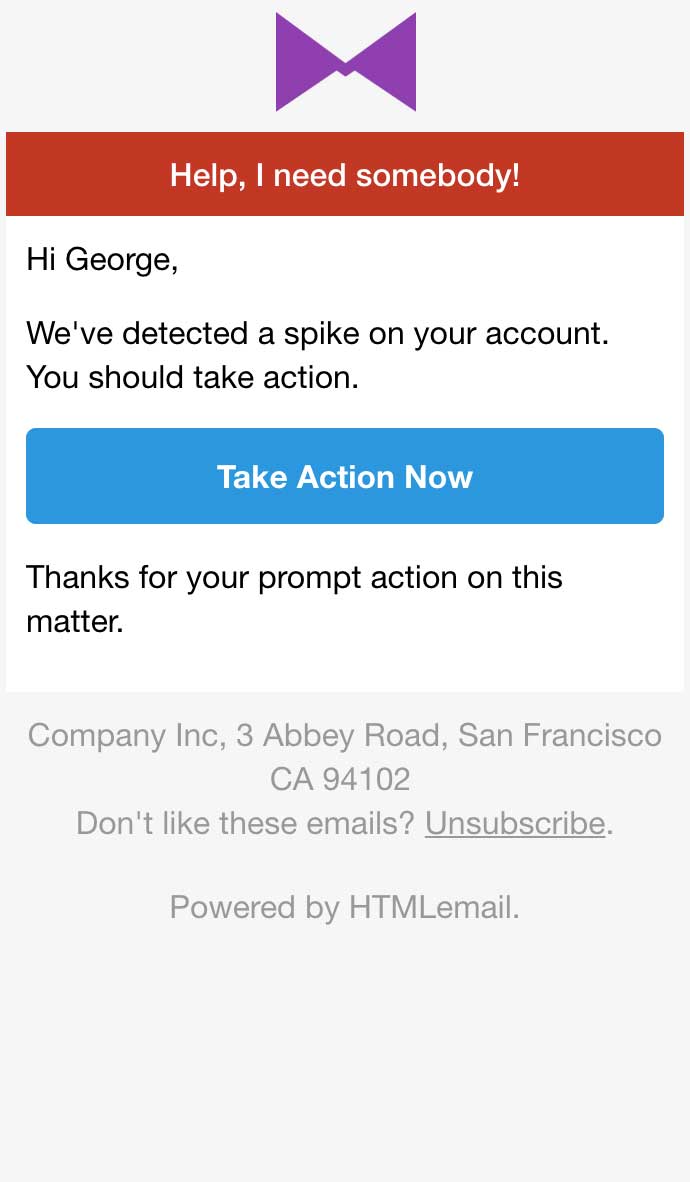 Help, I need somebody!
Hi George,
We've detected a spike on your account.
You should take action.
Take Action Now
Thanks for your prompt action on this
matter.
Company Inc, 3 Abbey Road, San Francisco
CA 94102
Don't like these emails? Unsubscribe.
Powered by HTMLemail.